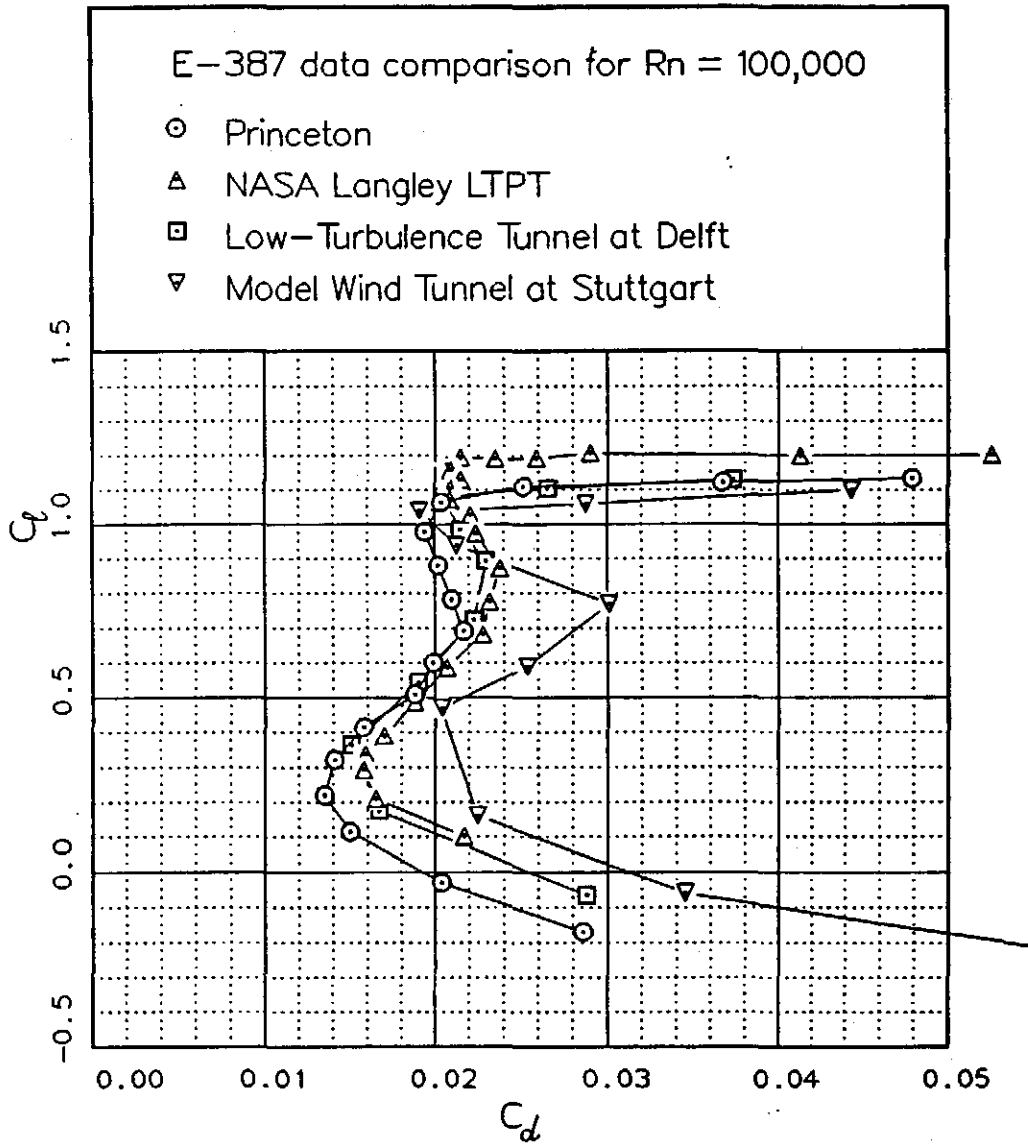 E-387 data comparison for Rn = 100,000
Princeton
NASA Langley LTPT
Low-Turbulence Tunnel at Delft
Model Wind Tunnel at Stuttgart
1.5
1.0
0.5
0.0
-0.5
Cℓ
0.00 0.01 0.02 0.03 0.04 0.05
Cd